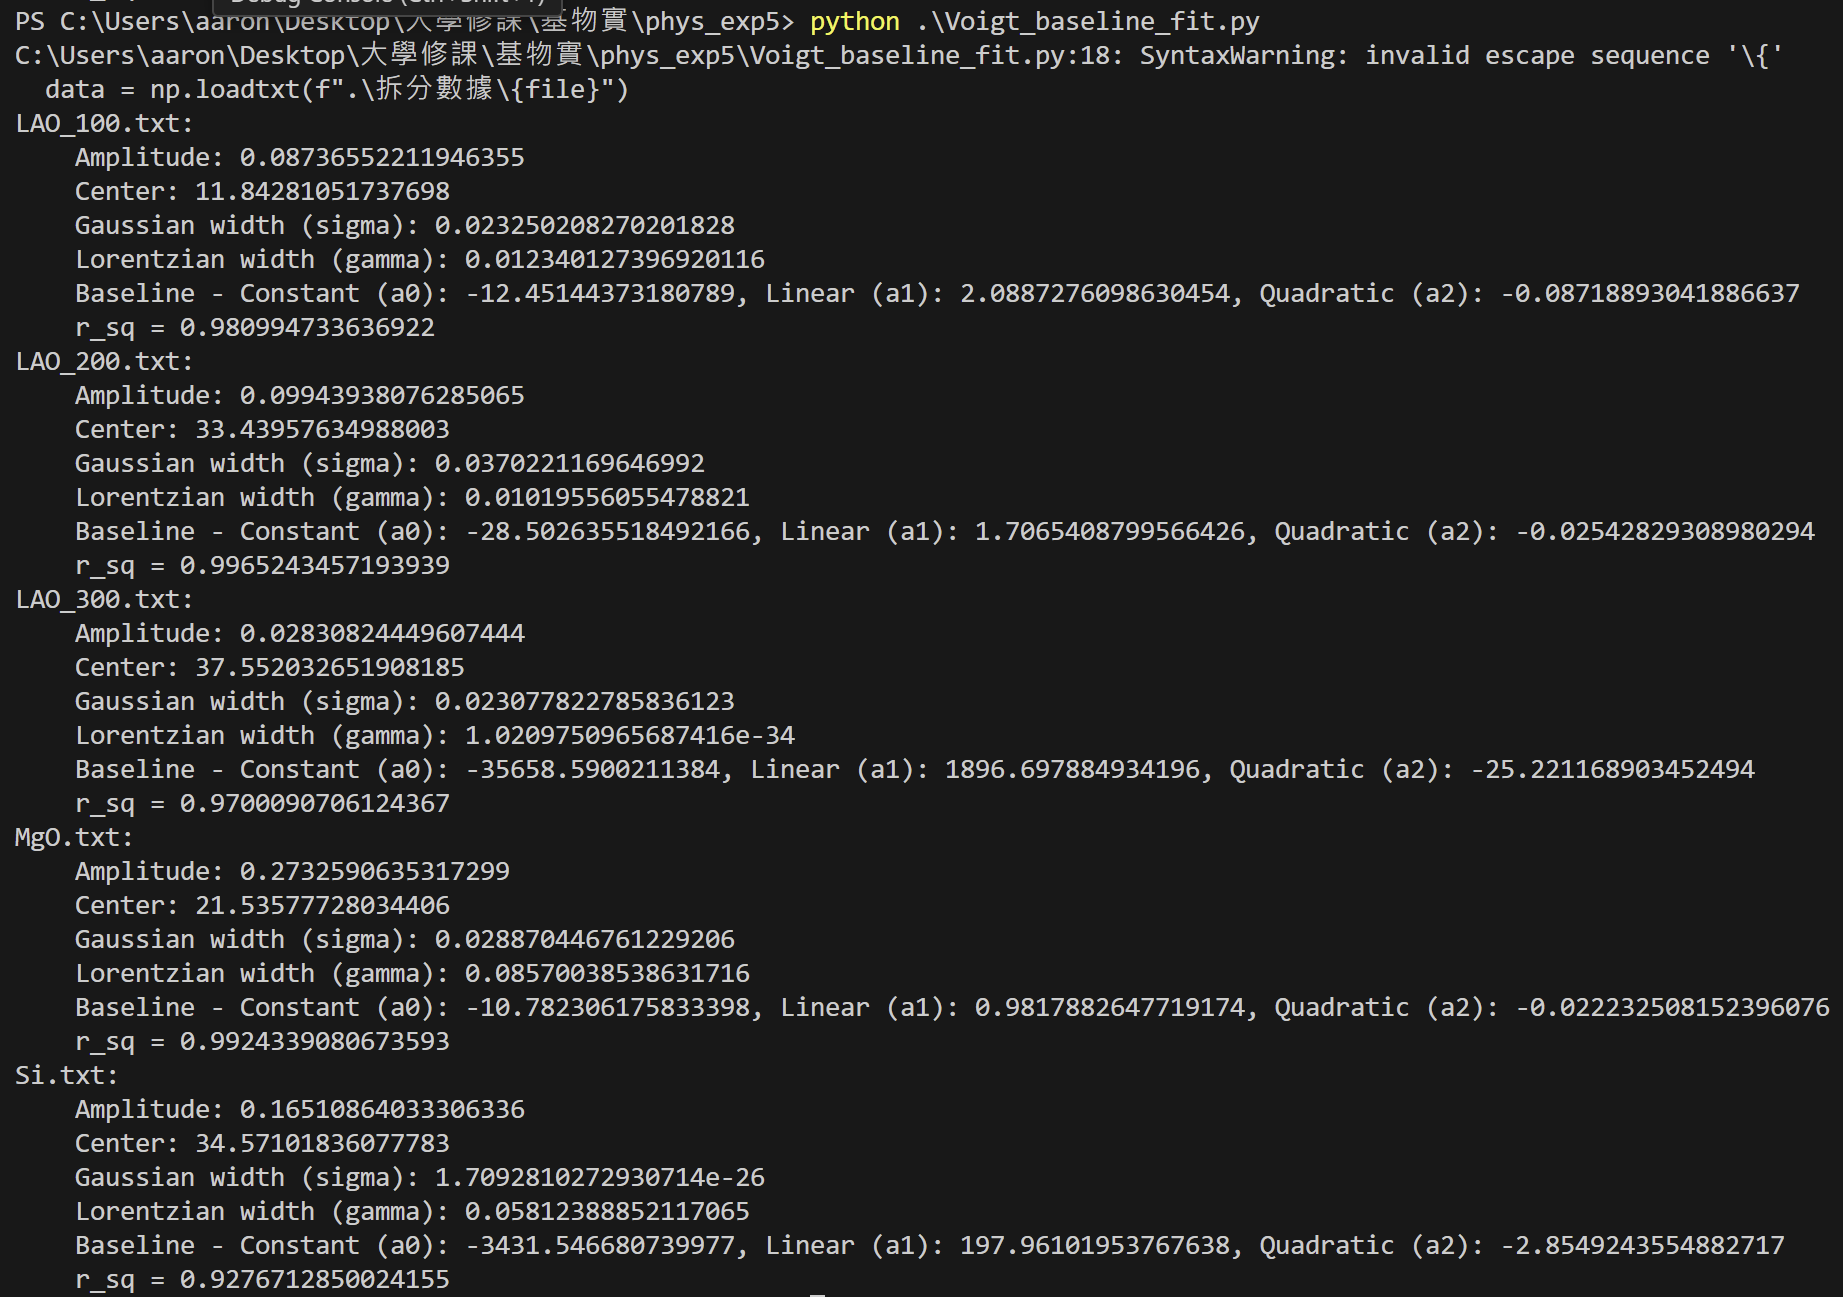 Debug Console (Ctrl+Shift+Y)
PS C:\Users\aaron\Desktop\大學修課\基物實\phys_exp5> python .\Voigt_baseline_fit.py
C:\Users\aaron\Desktop\大學修課\基物實\phys_exp5\Voigt_baseline_fit.py:18: SyntaxWarning: invalid escape sequence '\{'
  data = np.loadtxt(f".\拆分數據\{file}")
LAO_100.txt:
    Amplitude: 0.08736552211946355
    Center: 11.84281051737698
    Gaussian width (sigma): 0.023250208270201828
    Lorentzian width (gamma): 0.012340127396920116
    Baseline - Constant (a0): -12.45144373180789, Linear (a1): 2.0887276098630454, Quadratic (a2): -0.08718893041886637
    r_sq = 0.980994733636922
LAO_200.txt:
    Amplitude: 0.09943938076285065
    Center: 33.43957634988003
    Gaussian width (sigma): 0.0370221169646992
    Lorentzian width (gamma): 0.01019556055478821
    Baseline - Constant (a0): -28.502635518492166, Linear (a1): 1.7065408799566426, Quadratic (a2): -0.02542829308980294
    r_sq = 0.9965243457193939
LAO_300.txt:
    Amplitude: 0.02830824449607444
    Center: 37.552032651908185
    Gaussian width (sigma): 0.023077822785836123
    Lorentzian width (gamma): 1.0209750965687416e-34
    Baseline - Constant (a0): -35658.5900211384, Linear (a1): 1896.697884934196, Quadratic (a2): -25.221168903452494
    r_sq = 0.9700090706124367
MgO.txt:
    Amplitude: 0.2732590635317299
    Center: 21.53577728034406
    Gaussian width (sigma): 0.028870446761229206
    Lorentzian width (gamma): 0.08570038538631716
    Baseline - Constant (a0): -10.782306175833398, Linear (a1): 0.9817882647719174, Quadratic (a2): -0.022232508152396076
    r_sq = 0.9924339080673593
Si.txt:
    Amplitude: 0.16510864033306336
    Center: 34.57101836077783
    Gaussian width (sigma): 1.7092810272930714e-26
    Lorentzian width (gamma): 0.05812388852117065
    Baseline - Constant (a0): -3431.546680739977, Linear (a1): 197.96101953767638, Quadratic (a2): -2.8549243554882717
    r_sq = 0.9276712850024155